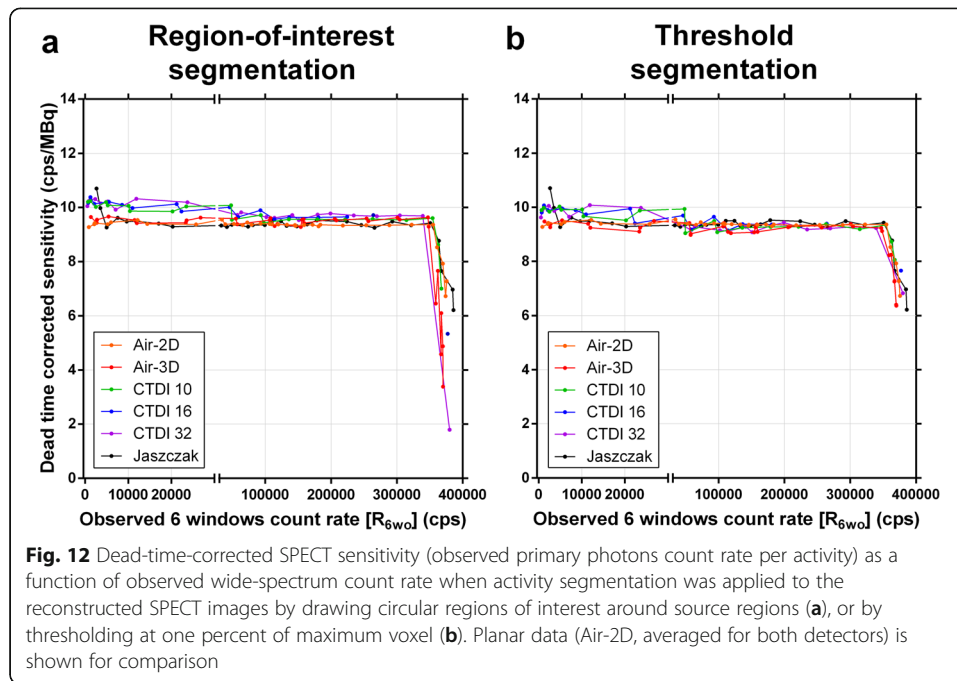 a
Region-of-interest
segmentation
Dead time corrected sensitivity (cps/MBq)
14
12
10
8
6
4
2
0
Air-2D
Air-3D
CTDI 10
CTDI 16
CTDI 32
Jaszczak
0 10000 20000 100000 200000 300000 400000
Observed 6 windows count rate [R6wo] (cps)
b
Threshold
segmentation
14
12
10
8
6
4
2
0
Air-2D
Air-3D
CTDI 10
CTDI 16
CTDI 32
Jaszczak
0 10000 20000 100000 200000 300000 400000
Observed 6 windows count rate [R6wo] (cps)
Fig. 12 Dead-time-corrected SPECT sensitivity (observed primary photons count rate per activity) as a
function of observed wide-spectrum count rate when activity segmentation was applied to the
reconstructed SPECT images by drawing circular regions of interest around source regions (a), or by
thresholding at one percent of maximum voxel (b). Planar data (Air-2D, averaged for both detectors) is
shown for comparison